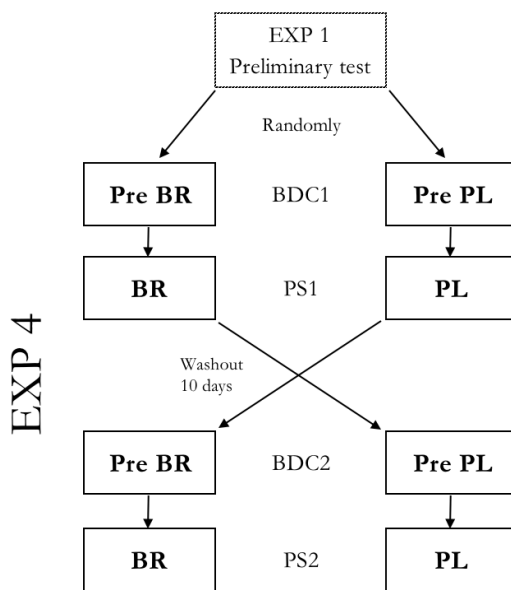 EXP 1
Preliminary test
Randomly
Pre BR
BDC1
Pre PL
BR
PS1
PL
EXP 4
Washout
10 days
Pre BR
BDC2
Pre PL
BR
PS2
PL